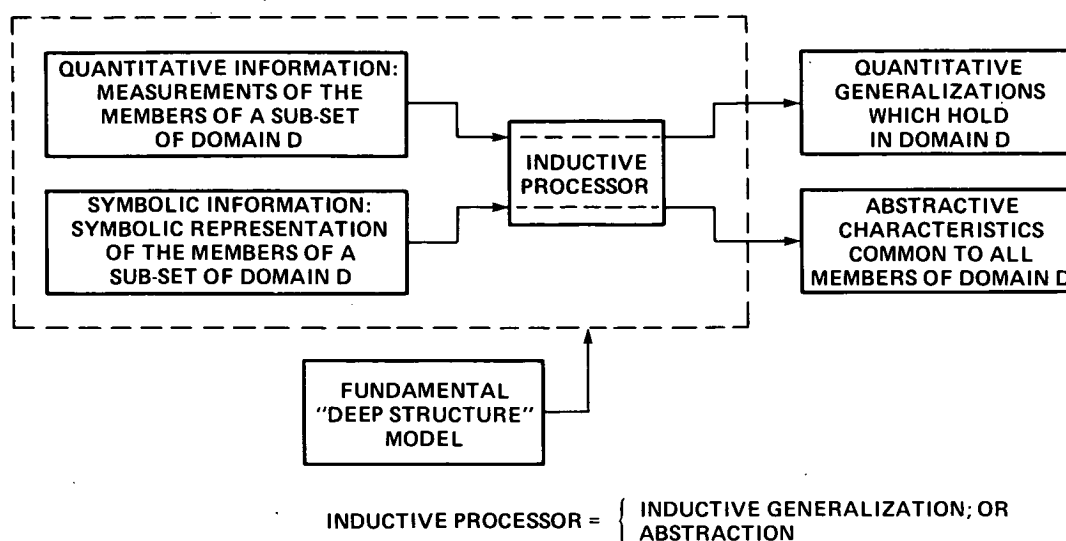 QUANTITATIVE INFORMATION:
MEASUREMENTS OF THE
MEMBERS OF A SUB-SET
OF DOMAIN D
SYMBOLIC INFORMATION:
SYMBOLIC REPRESENTATION
OF THE MEMBERS OF A
SUB-SET OF DOMAIN D
INDUCTIVE
PROCESSOR
QUANTITATIVE
GENERALIZATIONS
WHICH HOLD
IN DOMAIN D
ABSTRACTIVE
CHARACTERISTICS
COMMON TO ALL
MEMBERS OF DOMAIN D
FUNDAMENTAL
"DEEP STRUCTURE"
MODEL
INDUCTIVE PROCESSOR = { INDUCTIVE GENERALIZATION; OR
ABSTRACTION